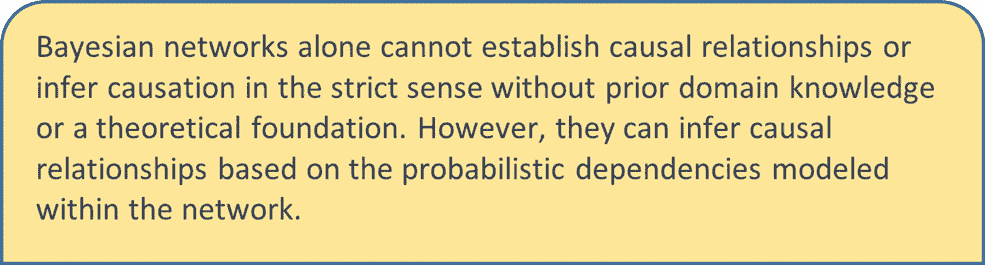 Bayesian networks alone cannot establish causal relationships or
infer causation in the strict sense without prior domain knowledge
or a theoretical foundation. However, they can infer causal
relationships based on the probabilistic dependencies modeled
within the network.